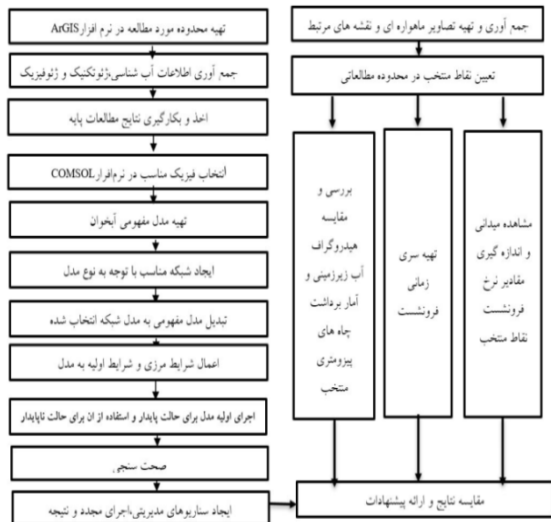 تهیه محدوده مورد مطالعه در نرم افزار ArGIS
جمع آوری اطلاعات آب شناسی،ژئوتکنیک و ژئوفیزیک
اخذ و بکارگیری نتایج مطالعات پایه
انتخاب فیزیک مناسب در نرم‌افزار COMSOL
تهیه مدل مفهومی آبخوان
ایجاد شبکه مناسب با توجه به نوع مدل
تبدیل مدل مفهومی به مدل شبکه انتخاب شده
اعمال شرایط مرزی و شرایط اولیه به مدل
اجرای اولیه مدل برای حالت پایدار و استفاده از ان برای حالت ناپایدار
صحت سنجی
ایجاد سناریوهای مدیریتی،اجرای مجدد و نتیجه
جمع آوری و تهیه تصاویر ماهواره ای و نقشه های مرتبط
تعیین نقاط منتخب در محدوده مطالعاتی
مشاهده میدانی
و اندازه گیری
مقادیر نرخ
فرونشست
نقاط منتخب
تهیه سری
زمانی
فرونشست
بررسی و
مقایسه
هیدروگراف
آب زیرزمینی و
آمار برداشت
چاه های
پیزومتری
منتخب
مقایسه نتایج و ارائه پیشنهادات